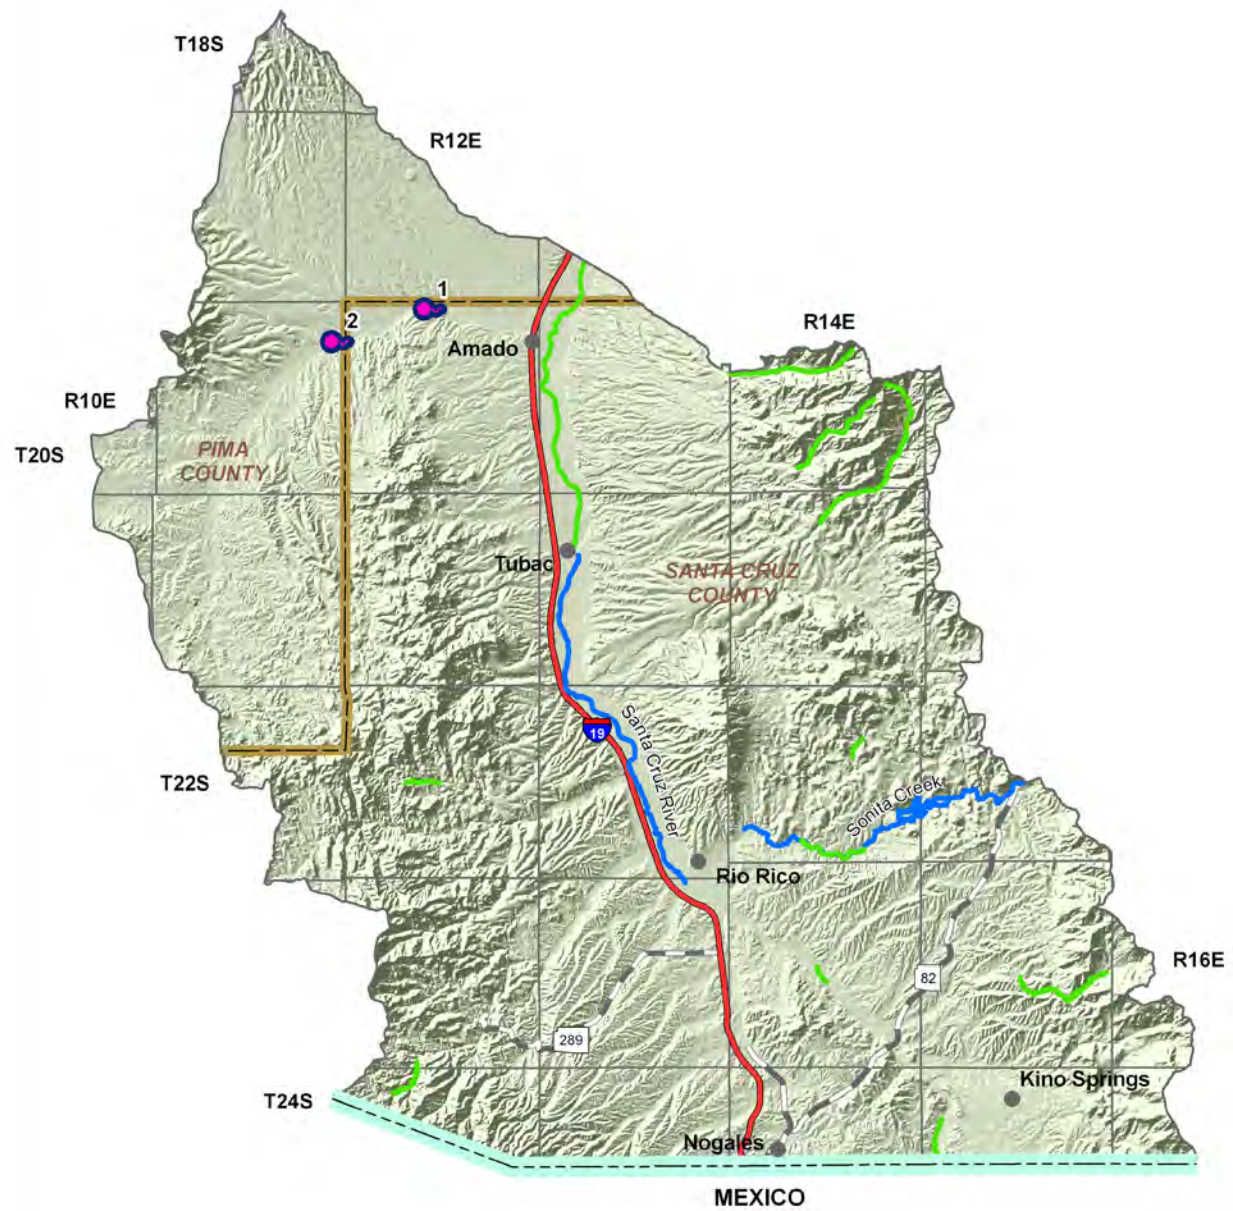 T18S
R12E
1
2
R14E
Amado
R10E
T20S
PIMA
COUNTY
Tubac
SANTA CRUZ
COUNTY
Santa Cruz River
19
T22S
Sonita Creek
Rio Rico
R16E
82
289
T24S
Kino Springs
Nogales
MEXICO